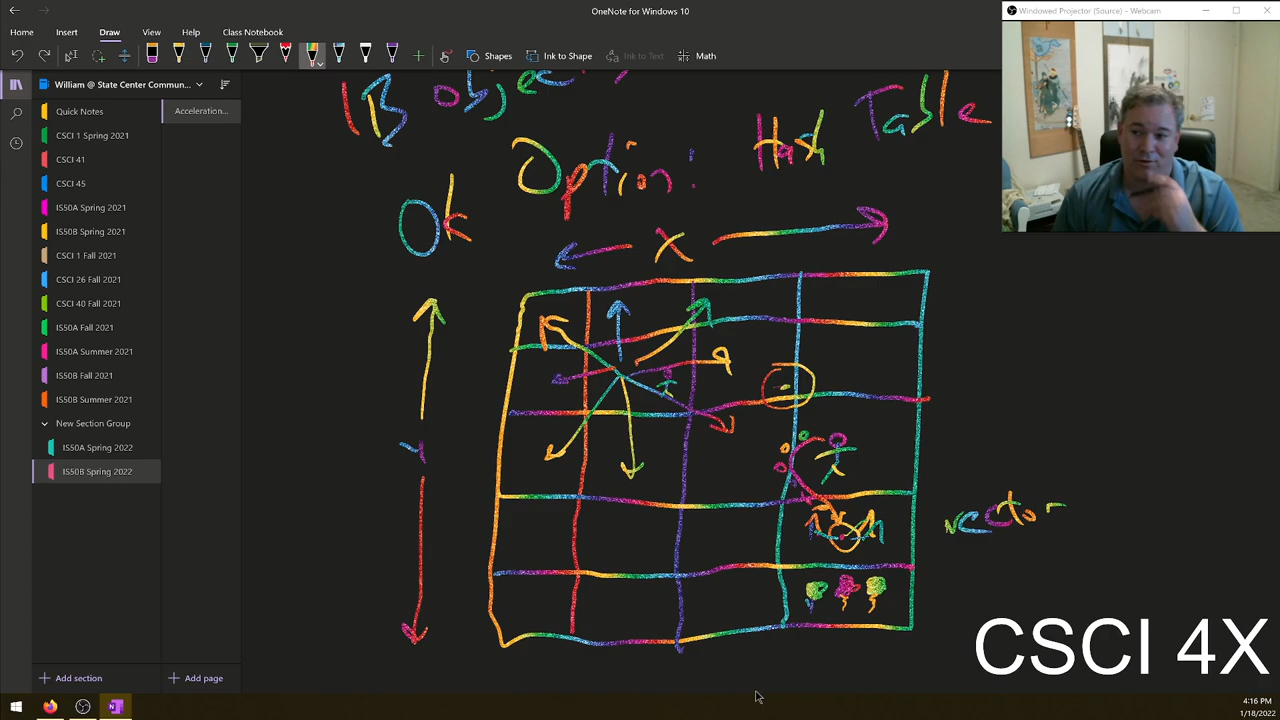 OneNote for Windows 10
Windowed Projector (Source) - Webcam
Home
Insert
Draw
View
Help
Class Notebook
Shapes
Ink to Shape
Ink to Text
Math
William @ State Center Commun...
Quick Notes
CSCI 1 Spring 2021
CSCI 41
CSCI 45
IS50A Spring 2021
IS50B Spring 2021
CSCI 1 Fall 2021
CSCI 26 Fall 2021
CSCI 40 Fall 2021
IS50A Fall 2021
IS50A Summer 2021
IS50B Fall 2021
IS50B Summer 2021
New Section Group
IS50A Spring 2022
IS50B Spring 2022
Add section
Acceleration...
Add page
1B objec
Table
Option: Hash
Ok
x
vector
CSCI 4X
4:16 PM
1/18/2022